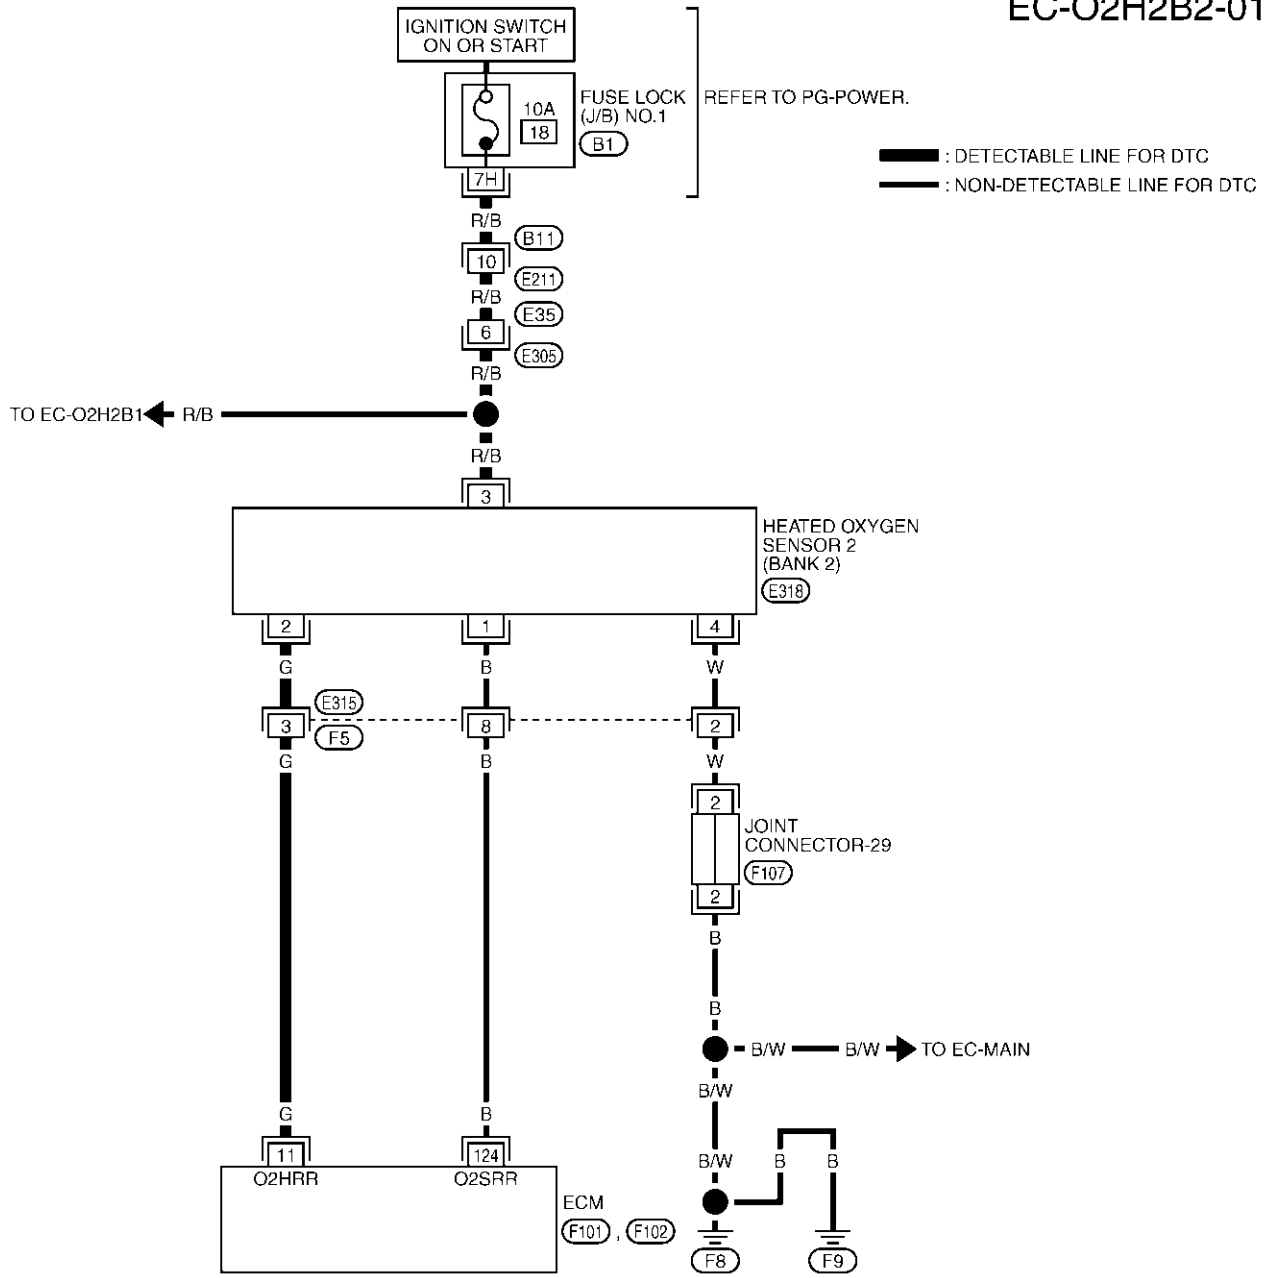 EC-O2H2B2-01
IGNITION SWITCH
ON OR START
10A
18
FUSE LOCK
(J/B) NO.1
B1
REFER TO PG-POWER.
: DETECTABLE LINE FOR DTC
: NON-DETECTABLE LINE FOR DTC
7H
R/B
B11
10
E211
R/B
E35
6
E305
R/B
TO EC-O2H2B1
R/B
R/B
3
HEATED OXYGEN
SENSOR 2
(BANK 2)
E318
2
1
4
G
B
W
E315
3
8
2
F5
G
B
W
2
JOINT
CONNECTOR-29
F107
2
B
B
B/W
B/W
TO EC-MAIN
B/W
G
B
B/W
B
B
11
124
O2HRR
O2SRR
ECM
F101 , F102
F8
F9